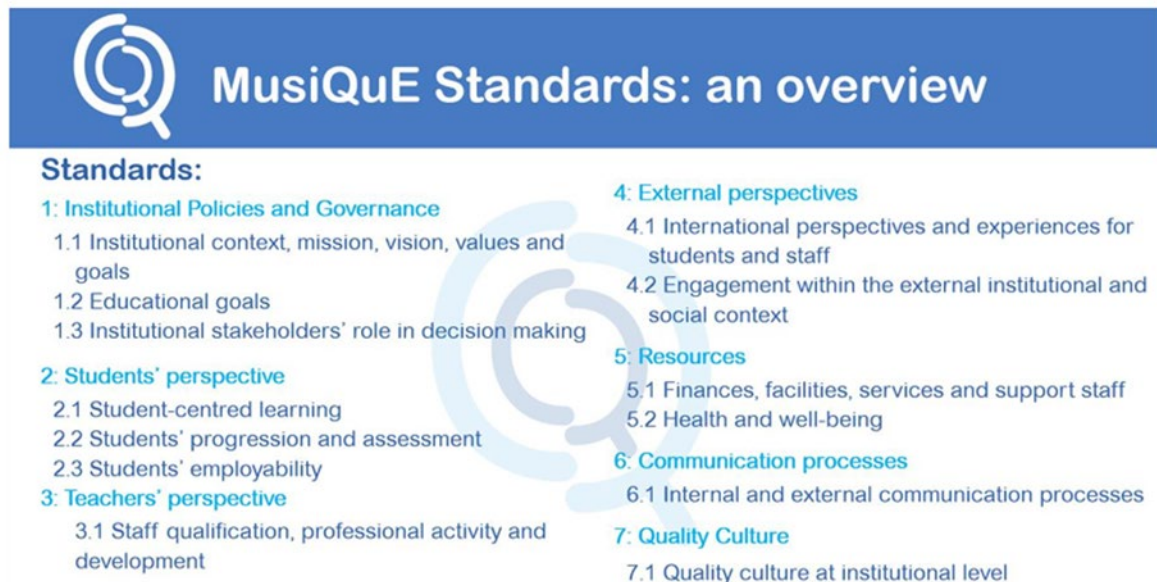 MusiQuE Standards: an overview
Standards:
1: Institutional Policies and Governance
1.1 Institutional context, mission, vision, values and
goals
1.2 Educational goals
1.3 Institutional stakeholders' role in decision making
2: Students' perspective
2.1 Student-centred learning
2.2 Students' progression and assessment
2.3 Students' employability
3: Teachers' perspective
3.1 Staff qualification, professional activity and
development
4: External perspectives
4.1 International perspectives and experiences for
students and staff
4.2 Engagement within the external institutional and
social context
5: Resources
5.1 Finances, facilities, services and support staff
5.2 Health and well-being
6: Communication processes
6.1 Internal and external communication processes
7: Quality Culture
7.1 Quality culture at institutional level